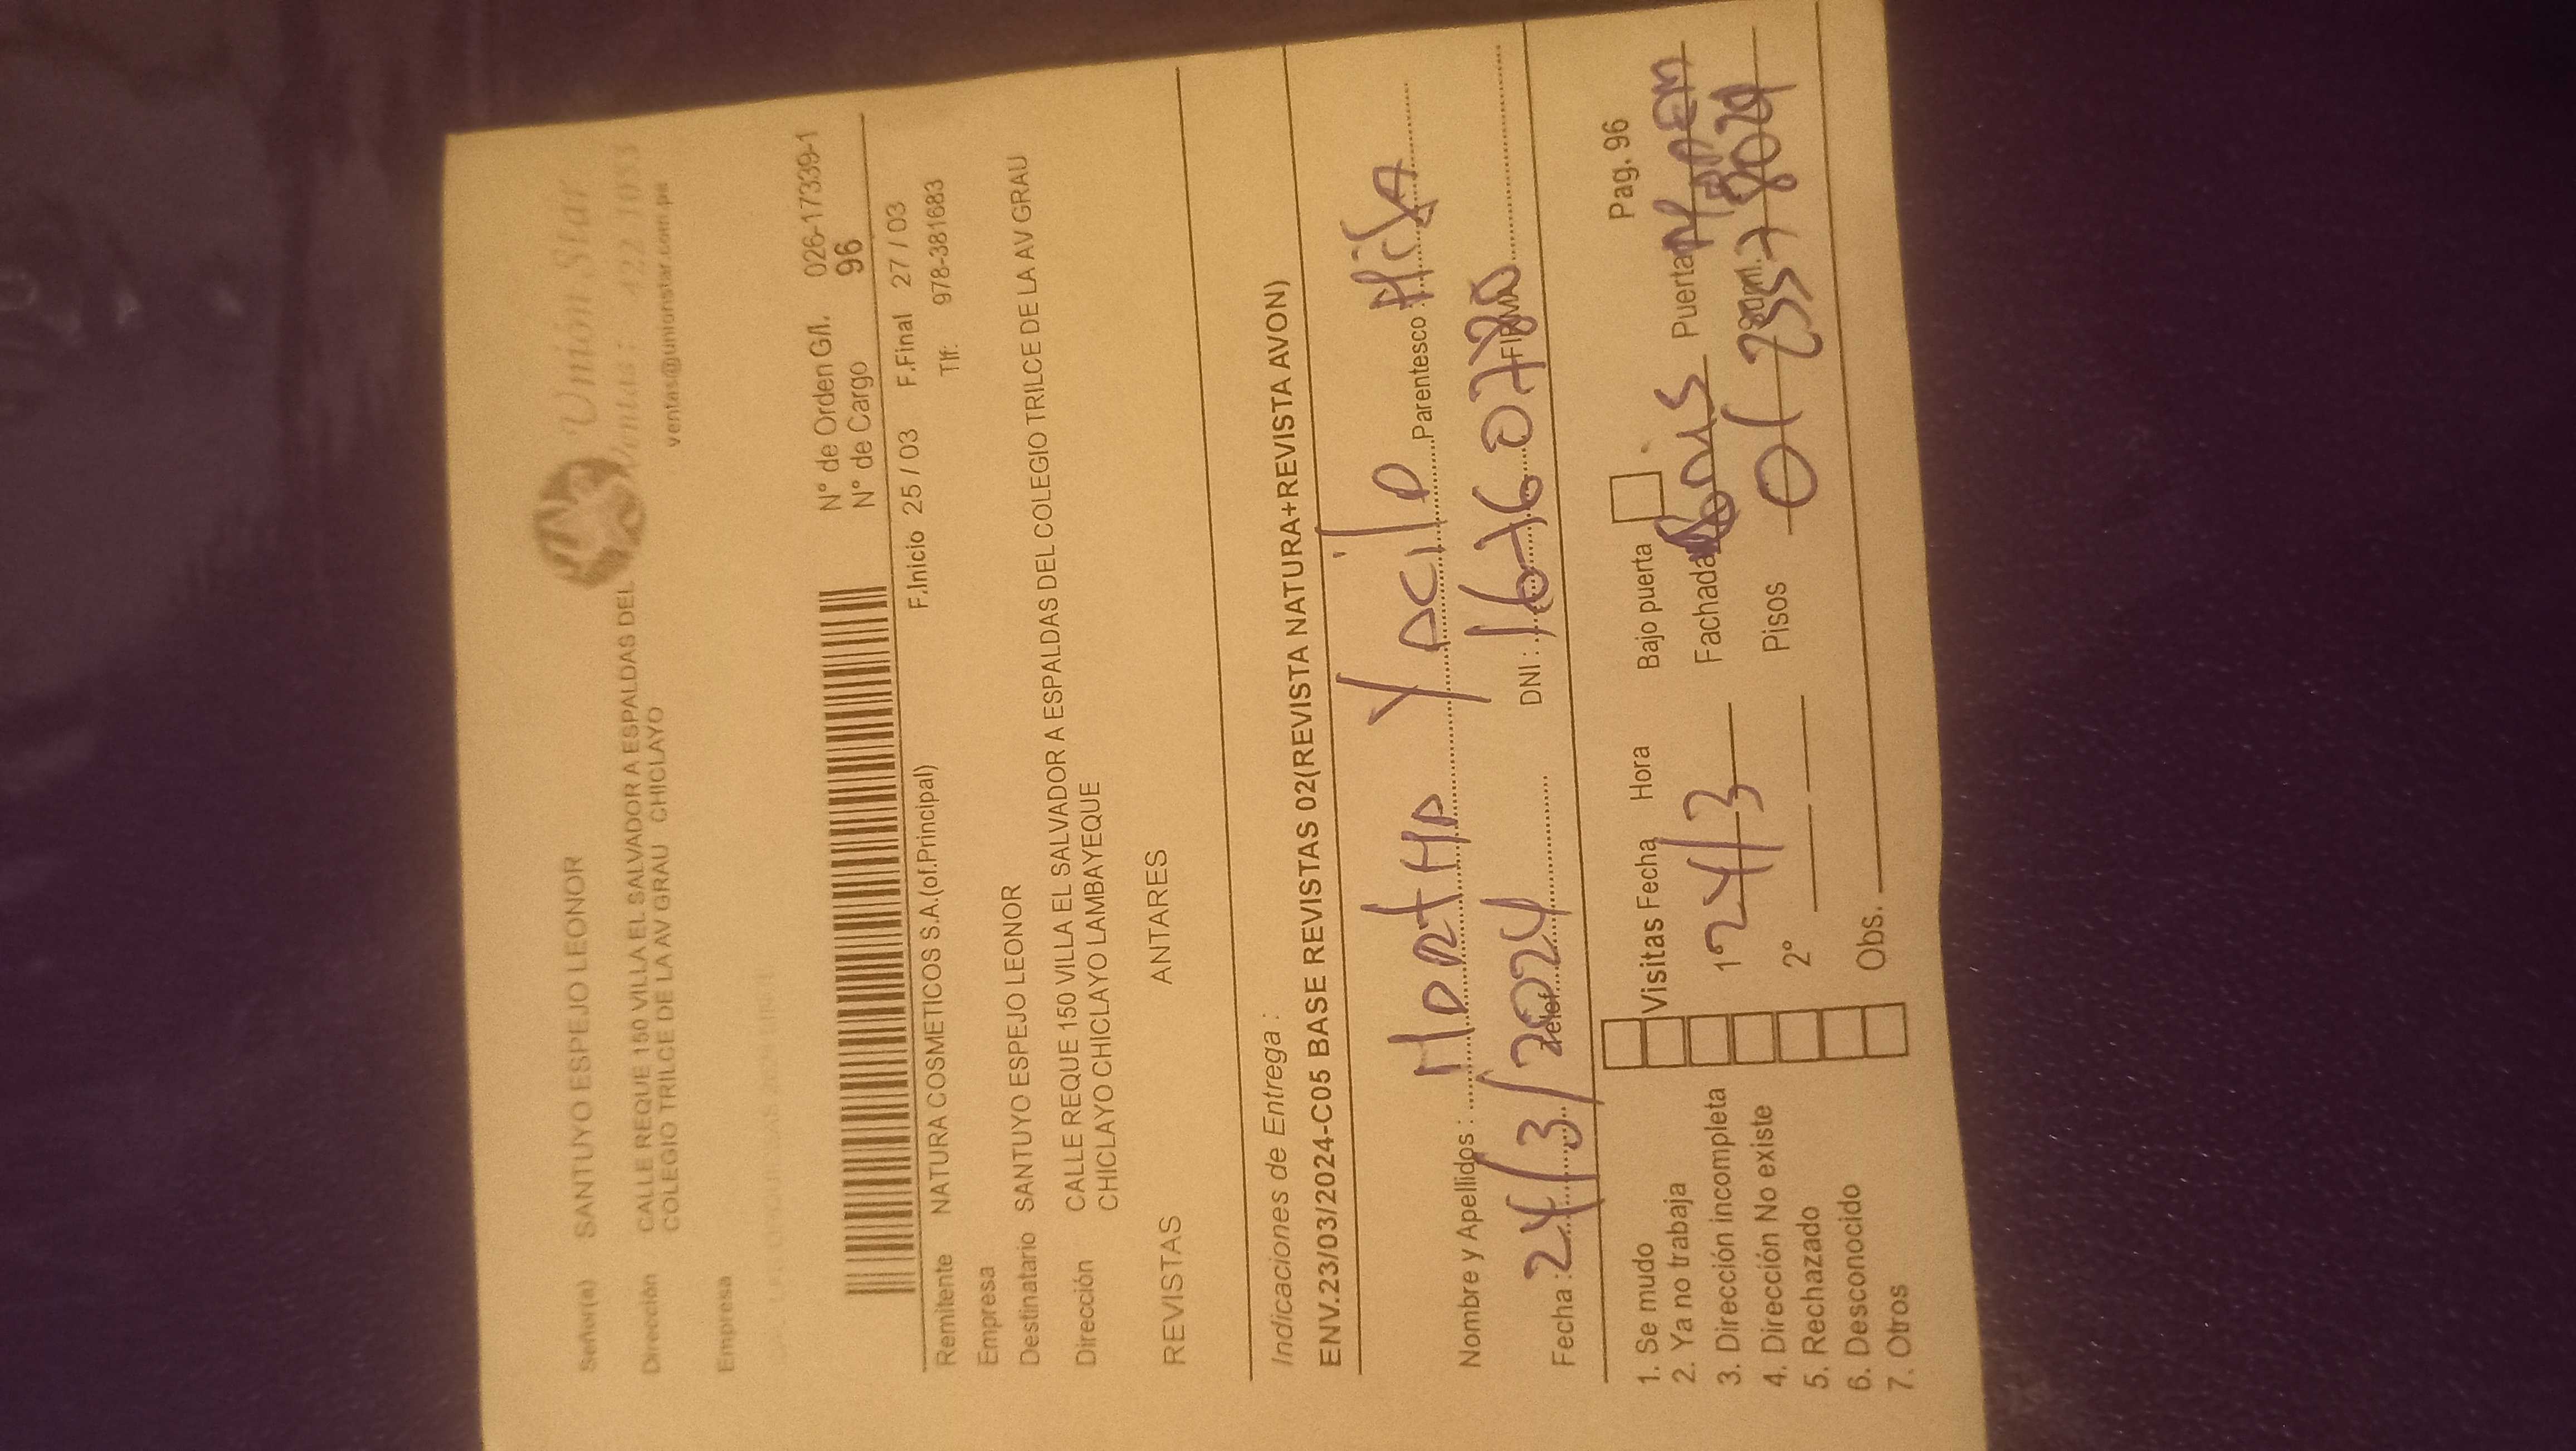 Unión Star
Ventas: 422-1033
ventas@unionstar.com.pe
Señor(a) SANTUYO ESPEJO LEONOR
Dirección CALLE REQUE 150 VILLA EL SALVADOR A ESPALDAS DEL
COLEGIO TRILCE DE LA AV GRAU CHICLAYO
Empresa
N° de Orden G/I. 026-17339-1
N° de Cargo 96
F.Inicio 25 / 03 F.Final 27 / 03
Remitente NATURA COSMETICOS S.A.(of.Principal) Tlf: 978-381683
Empresa
Destinatario SANTUYO ESPEJO LEONOR
Dirección CALLE REQUE 150 VILLA EL SALVADOR A ESPALDAS DEL COLEGIO TRILCE DE LA AV GRAU
CHICLAYO CHICLAYO LAMBAYEQUE
REVISTAS ANTARES
Indicaciones de Entrega :
ENV.23/03/2024-C05 BASE REVISTAS 02(REVISTA NATURA+REVISTA AVON)
Nombre y Apellidos : MARTHA Parentesco : HIJA
Fecha : 24/3/2024 Telef. DNI : FIRMA
Pag. 96
1. Se mudo Visitas Fecha Hora Bajo puerta
2. Ya no trabaja
3. Dirección incompleta 1° 24/3 Fachada Puerta
4. Dirección No existe 2° Pisos
5. Rechazado
6. Desconocido Obs.
7. Otros